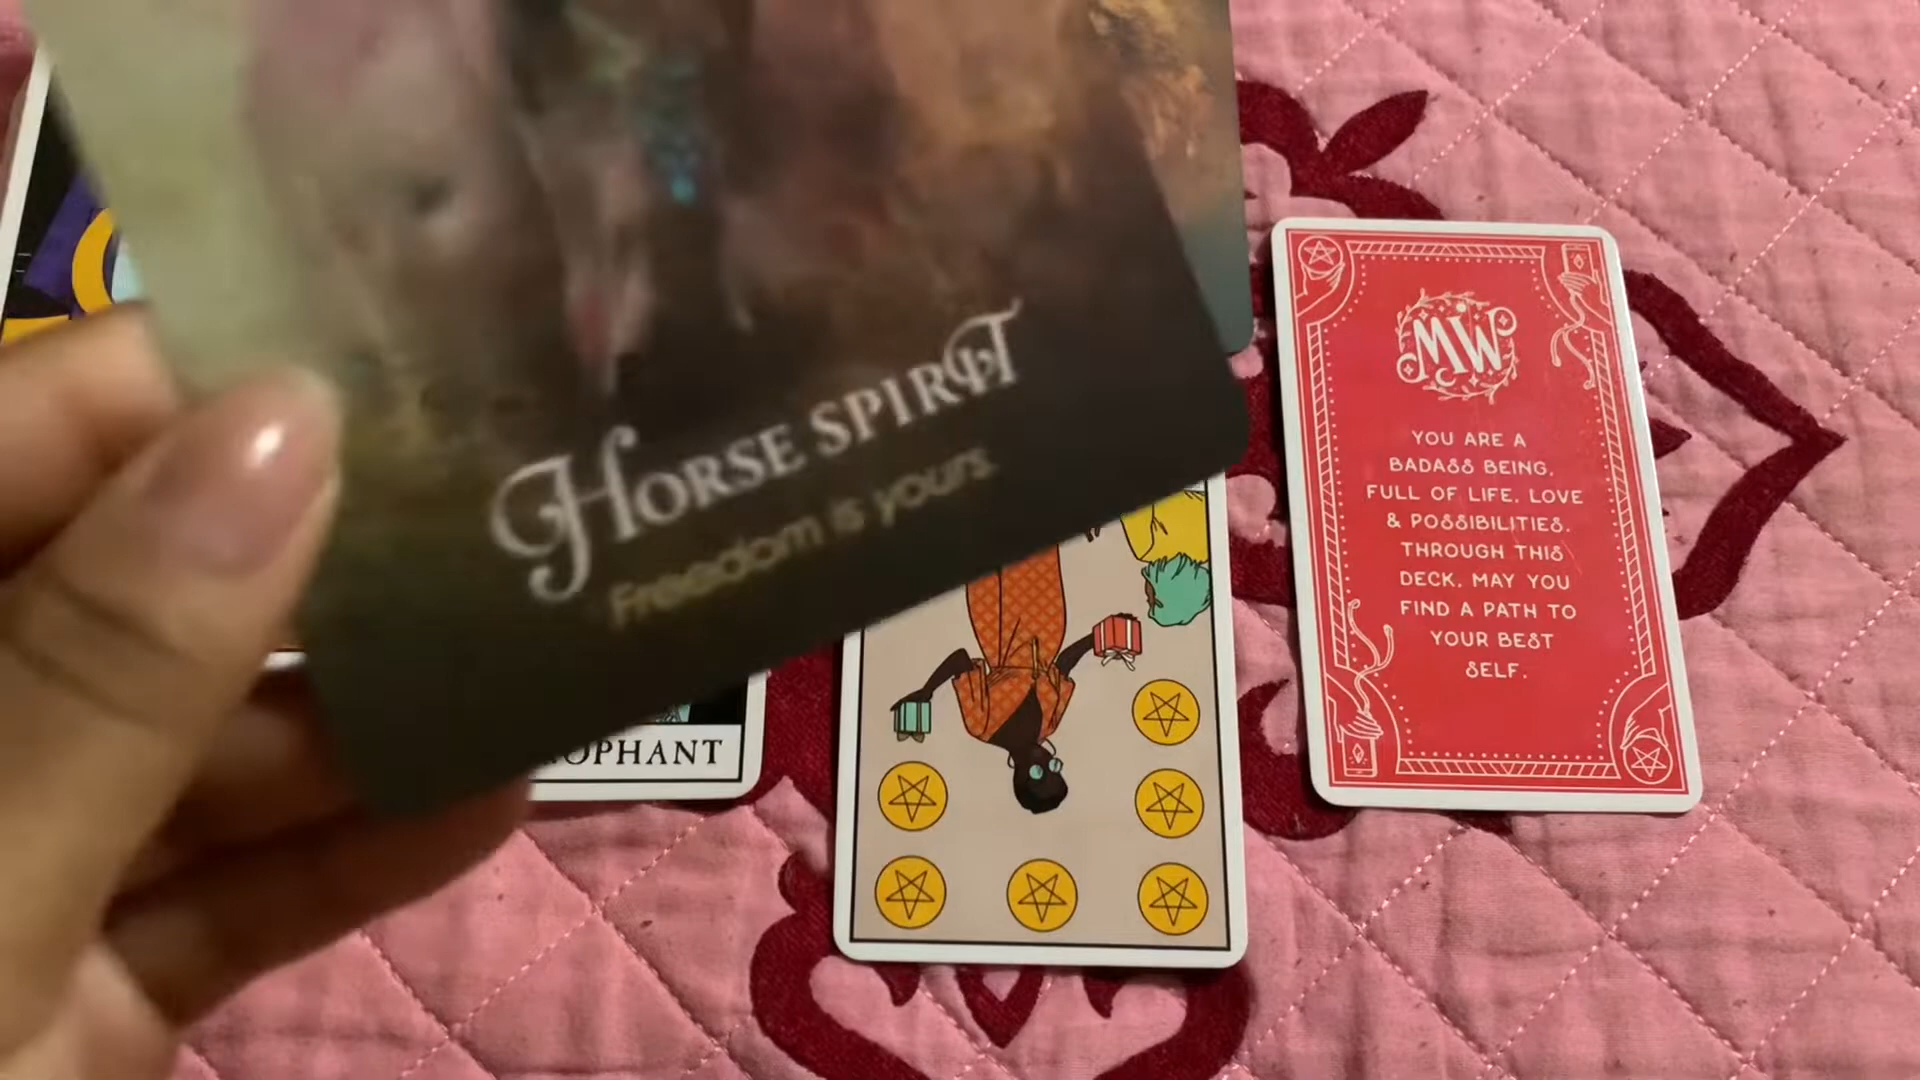 HORSE SPIRIT
Freedom is yours.
OPHANT
MW
YOU ARE A
BADASS BEING,
FULL OF LIFE, LOVE
& POSSIBILITIES.
THROUGH THIS
DECK, MAY YOU
FIND A PATH TO
YOUR BEST
SELF.